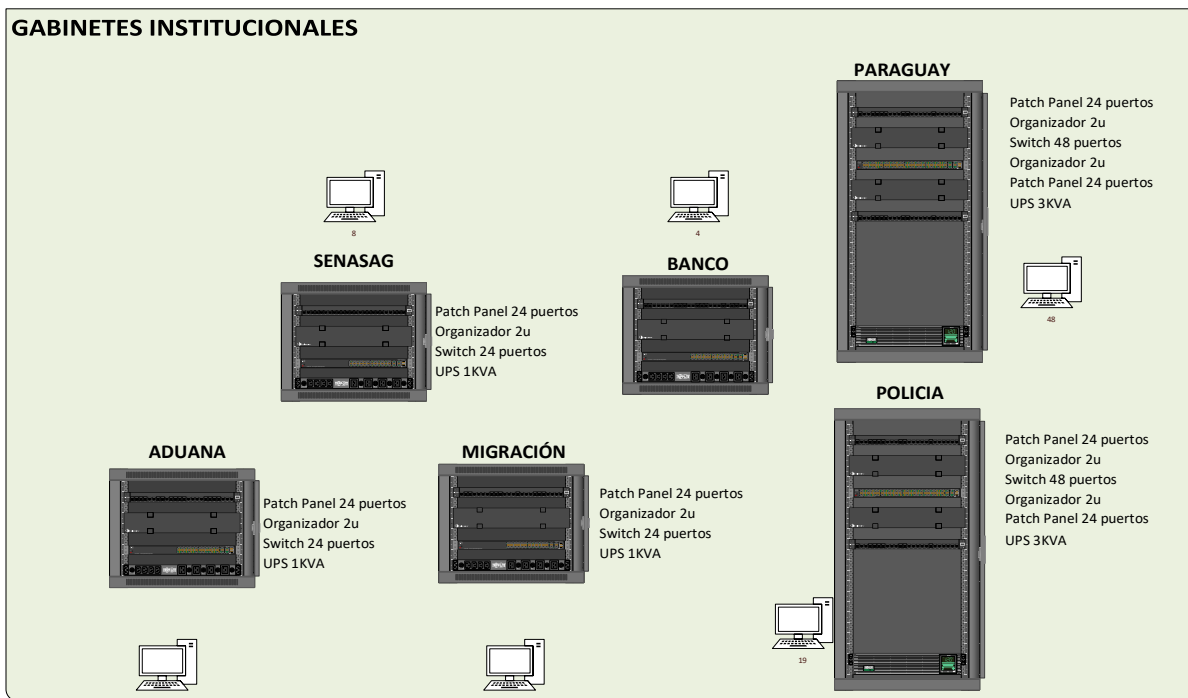 GABINETES INSTITUCIONALES
PARAGUAY
Patch Panel 24 puertos
Organizador 2u
Switch 48 puertos
Organizador 2u
Patch Panel 24 puertos
UPS 3KVA
48
8
SENASAG
Patch Panel 24 puertos
Organizador 2u
Switch 24 puertos
UPS 1KVA
4
BANCO
POLICIA
Patch Panel 24 puertos
Organizador 2u
Switch 48 puertos
Organizador 2u
Patch Panel 24 puertos
UPS 3KVA
19
ADUANA
Patch Panel 24 puertos
Organizador 2u
Switch 24 puertos
UPS 1KVA
MIGRACIÓN
Patch Panel 24 puertos
Organizador 2u
Switch 24 puertos
UPS 1KVA